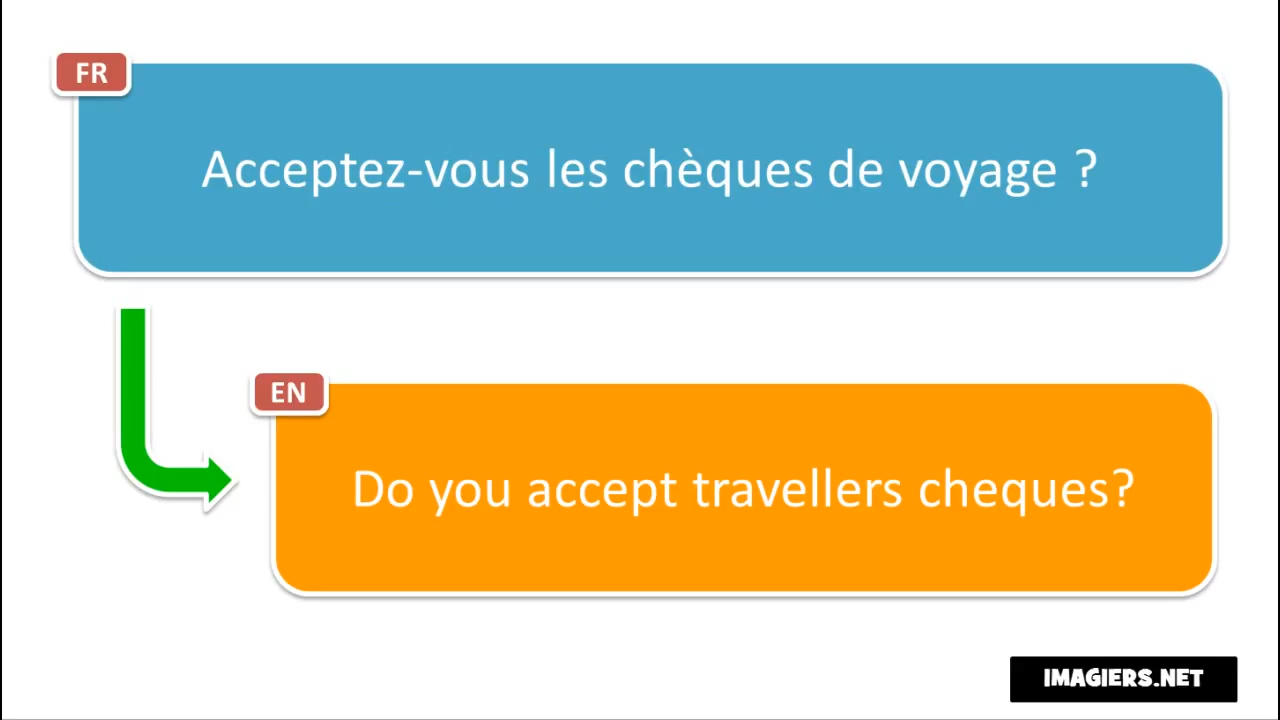 FR
Acceptez-vous les chèques de voyage ?
EN
Do you accept travellers cheques?
IMAGIERS.NET